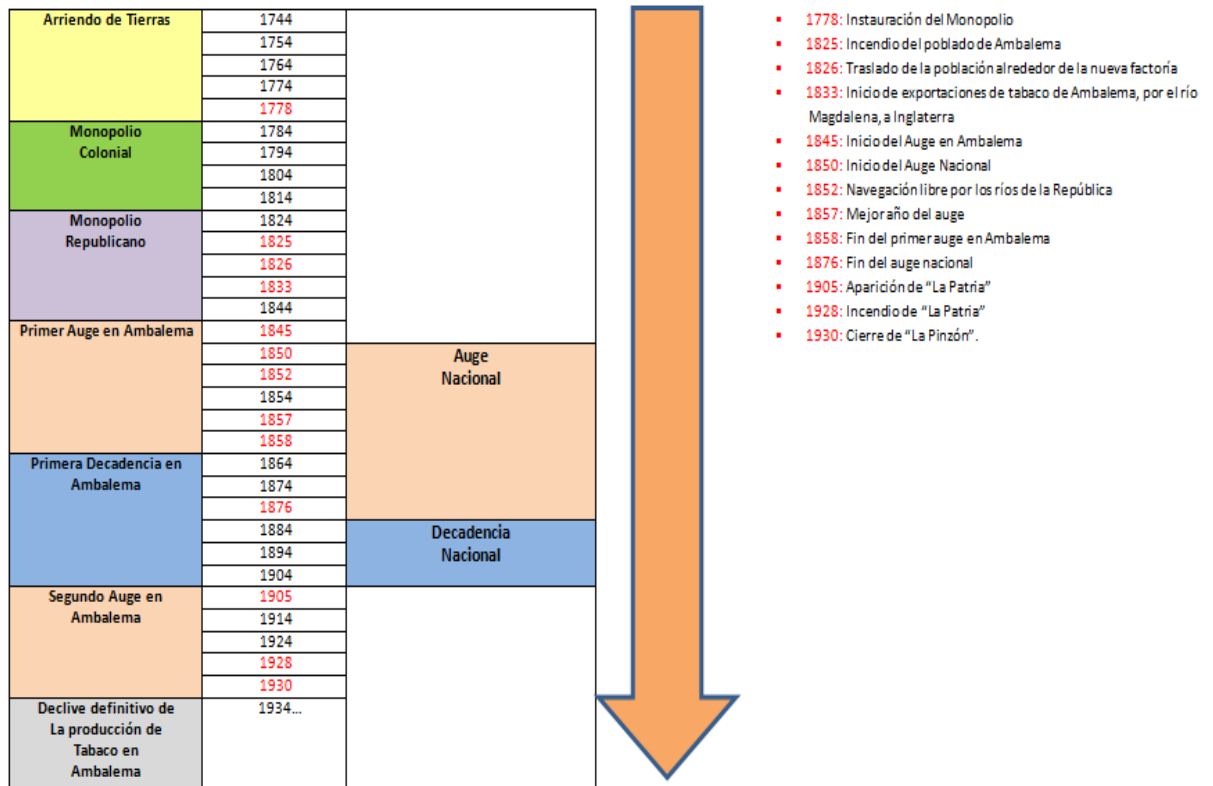 Arriendo de Tierras
1744
1754
1764
1774
1778
Monopolio
Colonial
1784
1794
1804
1814
Monopolio
Republicano
1824
1825
1826
1833
1844
Primer Auge en Ambalema
1845
1850
1852
1854
1857
1858
Auge
Nacional
Primera Decadencia en
Ambalema
1864
1874
1876
1884
1894
1904
Decadencia
Nacional
Segundo Auge en
Ambalema
1905
1914
1924
1928
1930
Declive definitivo de
La producción de
Tabaco en
Ambalema
1934...
▪ 1778: Instauración del Monopolio
▪ 1825: Incendio del poblado de Ambalema
▪ 1826: Traslado de la población alrededor de la nueva factoría
▪ 1833: Inicio de exportaciones de tabaco de Ambalema, por el río
Magdalena, a Inglaterra
▪ 1845: Inicio del Auge en Ambalema
▪ 1850: Inicio del Auge Nacional
▪ 1852: Navegación libre por los ríos de la República
▪ 1857: Mejor año del auge
▪ 1858: Fin del primer auge en Ambalema
▪ 1876: Fin del auge nacional
▪ 1905: Aparición de “La Patria”
▪ 1928: Incendio de “La Patria”
▪ 1930: Cierre de “La Pinzón”.